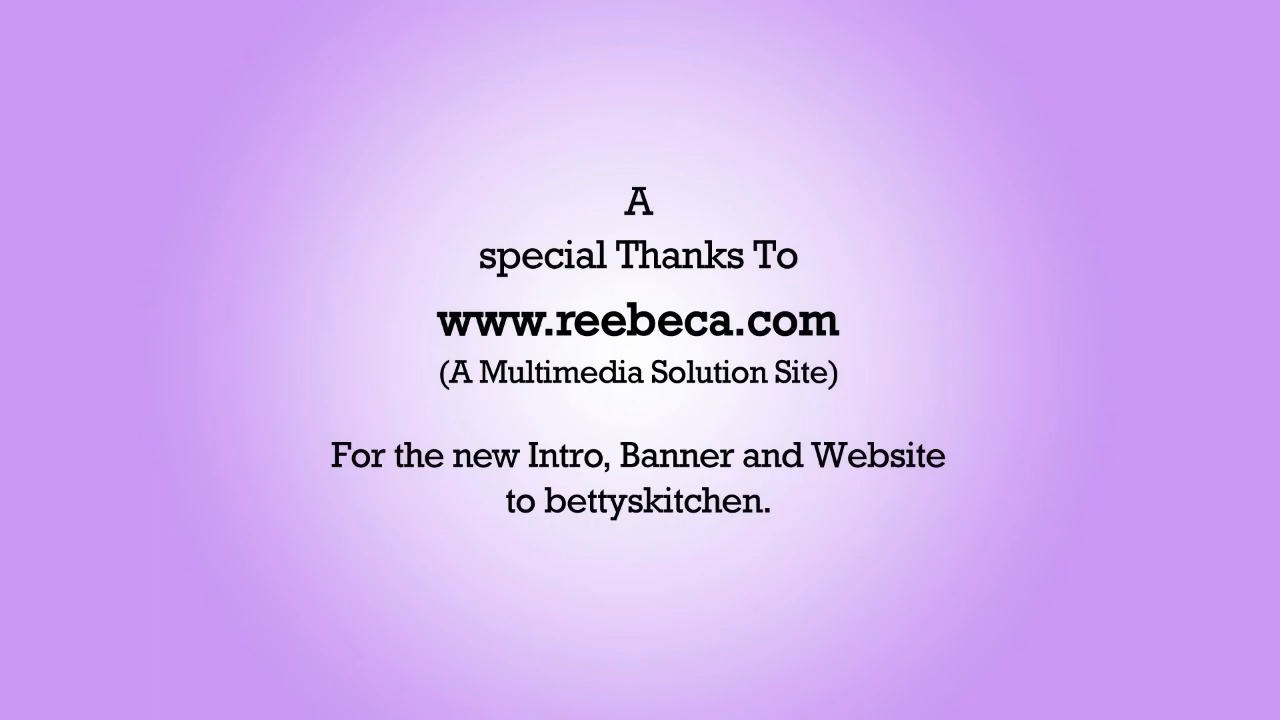 A
special Thanks To
www.reebeca.com
(A Multimedia Solution Site)
For the new Intro, Banner and Website
to bettyskitchen.